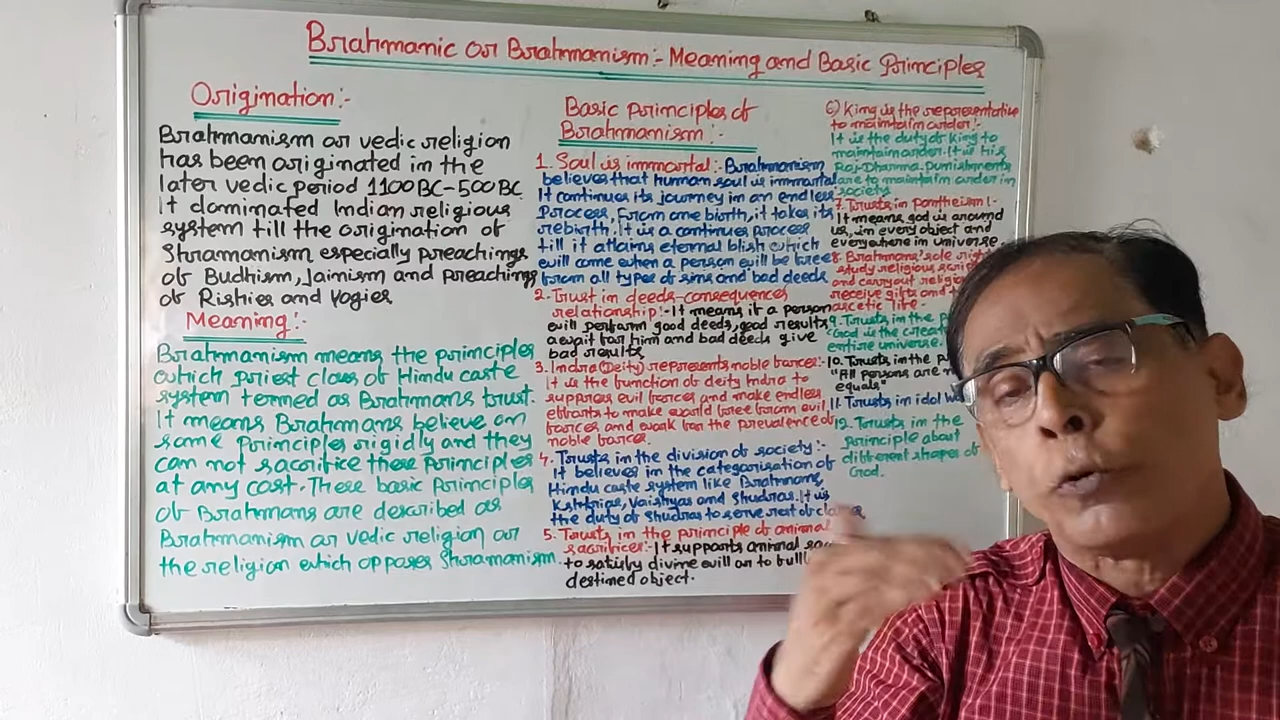 Brahmanic or Brahmanism:- Meaning and Basic Principles
Origination:-
Brahmanism or vedic religion
has been originated in the
later vedic period 1100BC-500BC
It dominated Indian religious
system till the origination of
Shramanism especially preachings
of Budhism, Jainism and preachings
of Rishies and Yogies
Meaning:-
Brahmanism means the principles
which priest class of Hindu caste
system termed as Brahmans trust.
It means Brahmans believe on
some principles rigidly and they
can not sacrifice these principles
at any cost. These basic principles
of Brahmans are described as
Brahmanism or vedic religion or
the religion which opposes Shramanism.
Basic principles of
Brahmanism:-
1. Soul is immortal:- Brahmanism
believes that human soul is immortal
It continues its journey in an endless
process, from one birth, it takes its
rebirth. It is a continues process
till it attains eternal blish which
will come when a person will be free
from all types of sins and bad deeds
2. Trust in deeds-consequences
relationship:- It means if a person
will perform good deeds, good results
await for him and bad deeds give
bad results
3. Indra (Deity) represents noble forces:-
It is the function of deity Indra to
suppress evil forces and make endless
efforts to make world free from evil
forces and work for the prevalence of
noble force.
4. Trusts in the division of society:-
It believes in the categorisation of
Hindu caste system like Brahmans,
Kshtrias, Vaishyas and Shudras. It is
the duty of Shudras to serve rest of
5. Trusts in the principle of animal
sacrifices:- It supports animal
to satisfy divine will or to
destined object.
6) King is the representative
to maintain order:-
It is the duty of King to
maintain order. It is His
Raj-Dharma. Punishments
are to maintain order in
society
7. Trusts in pantheism:-
It means god is around
us, in every object and
everywhere in universe.
8. Brahmans' sole
study religious
and carryout
receive gifts and
ascetic life.
9. Trusts in the
"God is the
entire universe.
10. Trusts in the
"All persons are
equals"
11. Trusts in idol
12. Trusts in the
principle about
different shapes of
God.